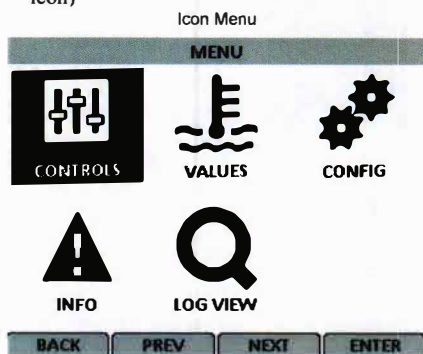 icon)
Icon Menu
MENU
CONTROLS VALUES CONFIG
INFO LOG VIEW
BACK PREV NEXT ENTER